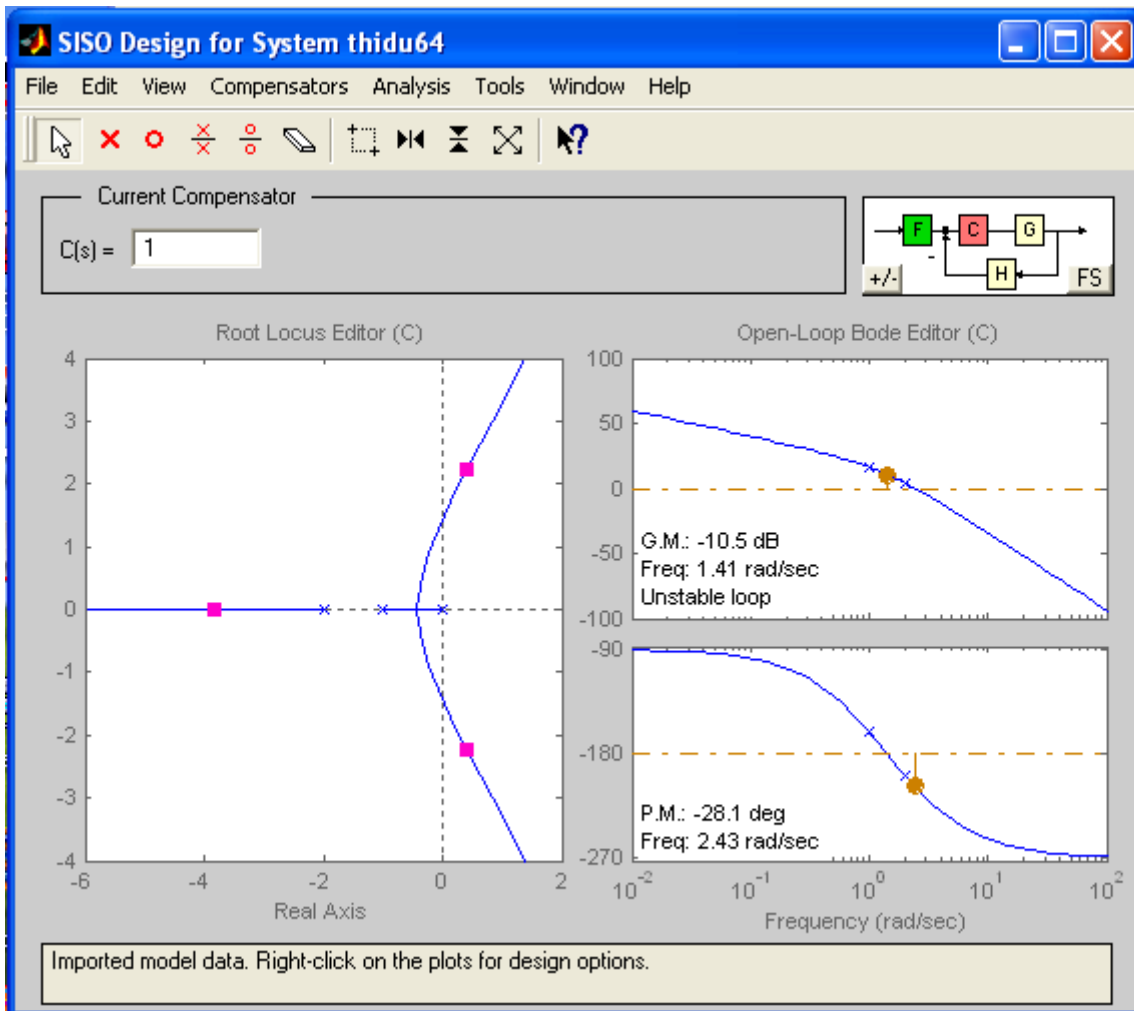 SISO Design for System thidu64
File Edit View Compensators Analysis Tools Window Help
Current Compensator
C(s) = 1
F C G
H
+/- FS
Root Locus Editor (C)
4
3
2
1
0
-1
-2
-3
-4
-6 -4 -2 0 2
Real Axis
Open-Loop Bode Editor (C)
100
50
0
-50
-100
G.M.: -10.5 dB
Freq: 1.41 rad/sec
Unstable loop
-90
-180
-270
P.M.: -28.1 deg
Freq: 2.43 rad/sec
10^-2 10^-1 10^0 10^1 10^2
Frequency (rad/sec)
Imported model data. Right-click on the plots for design options.